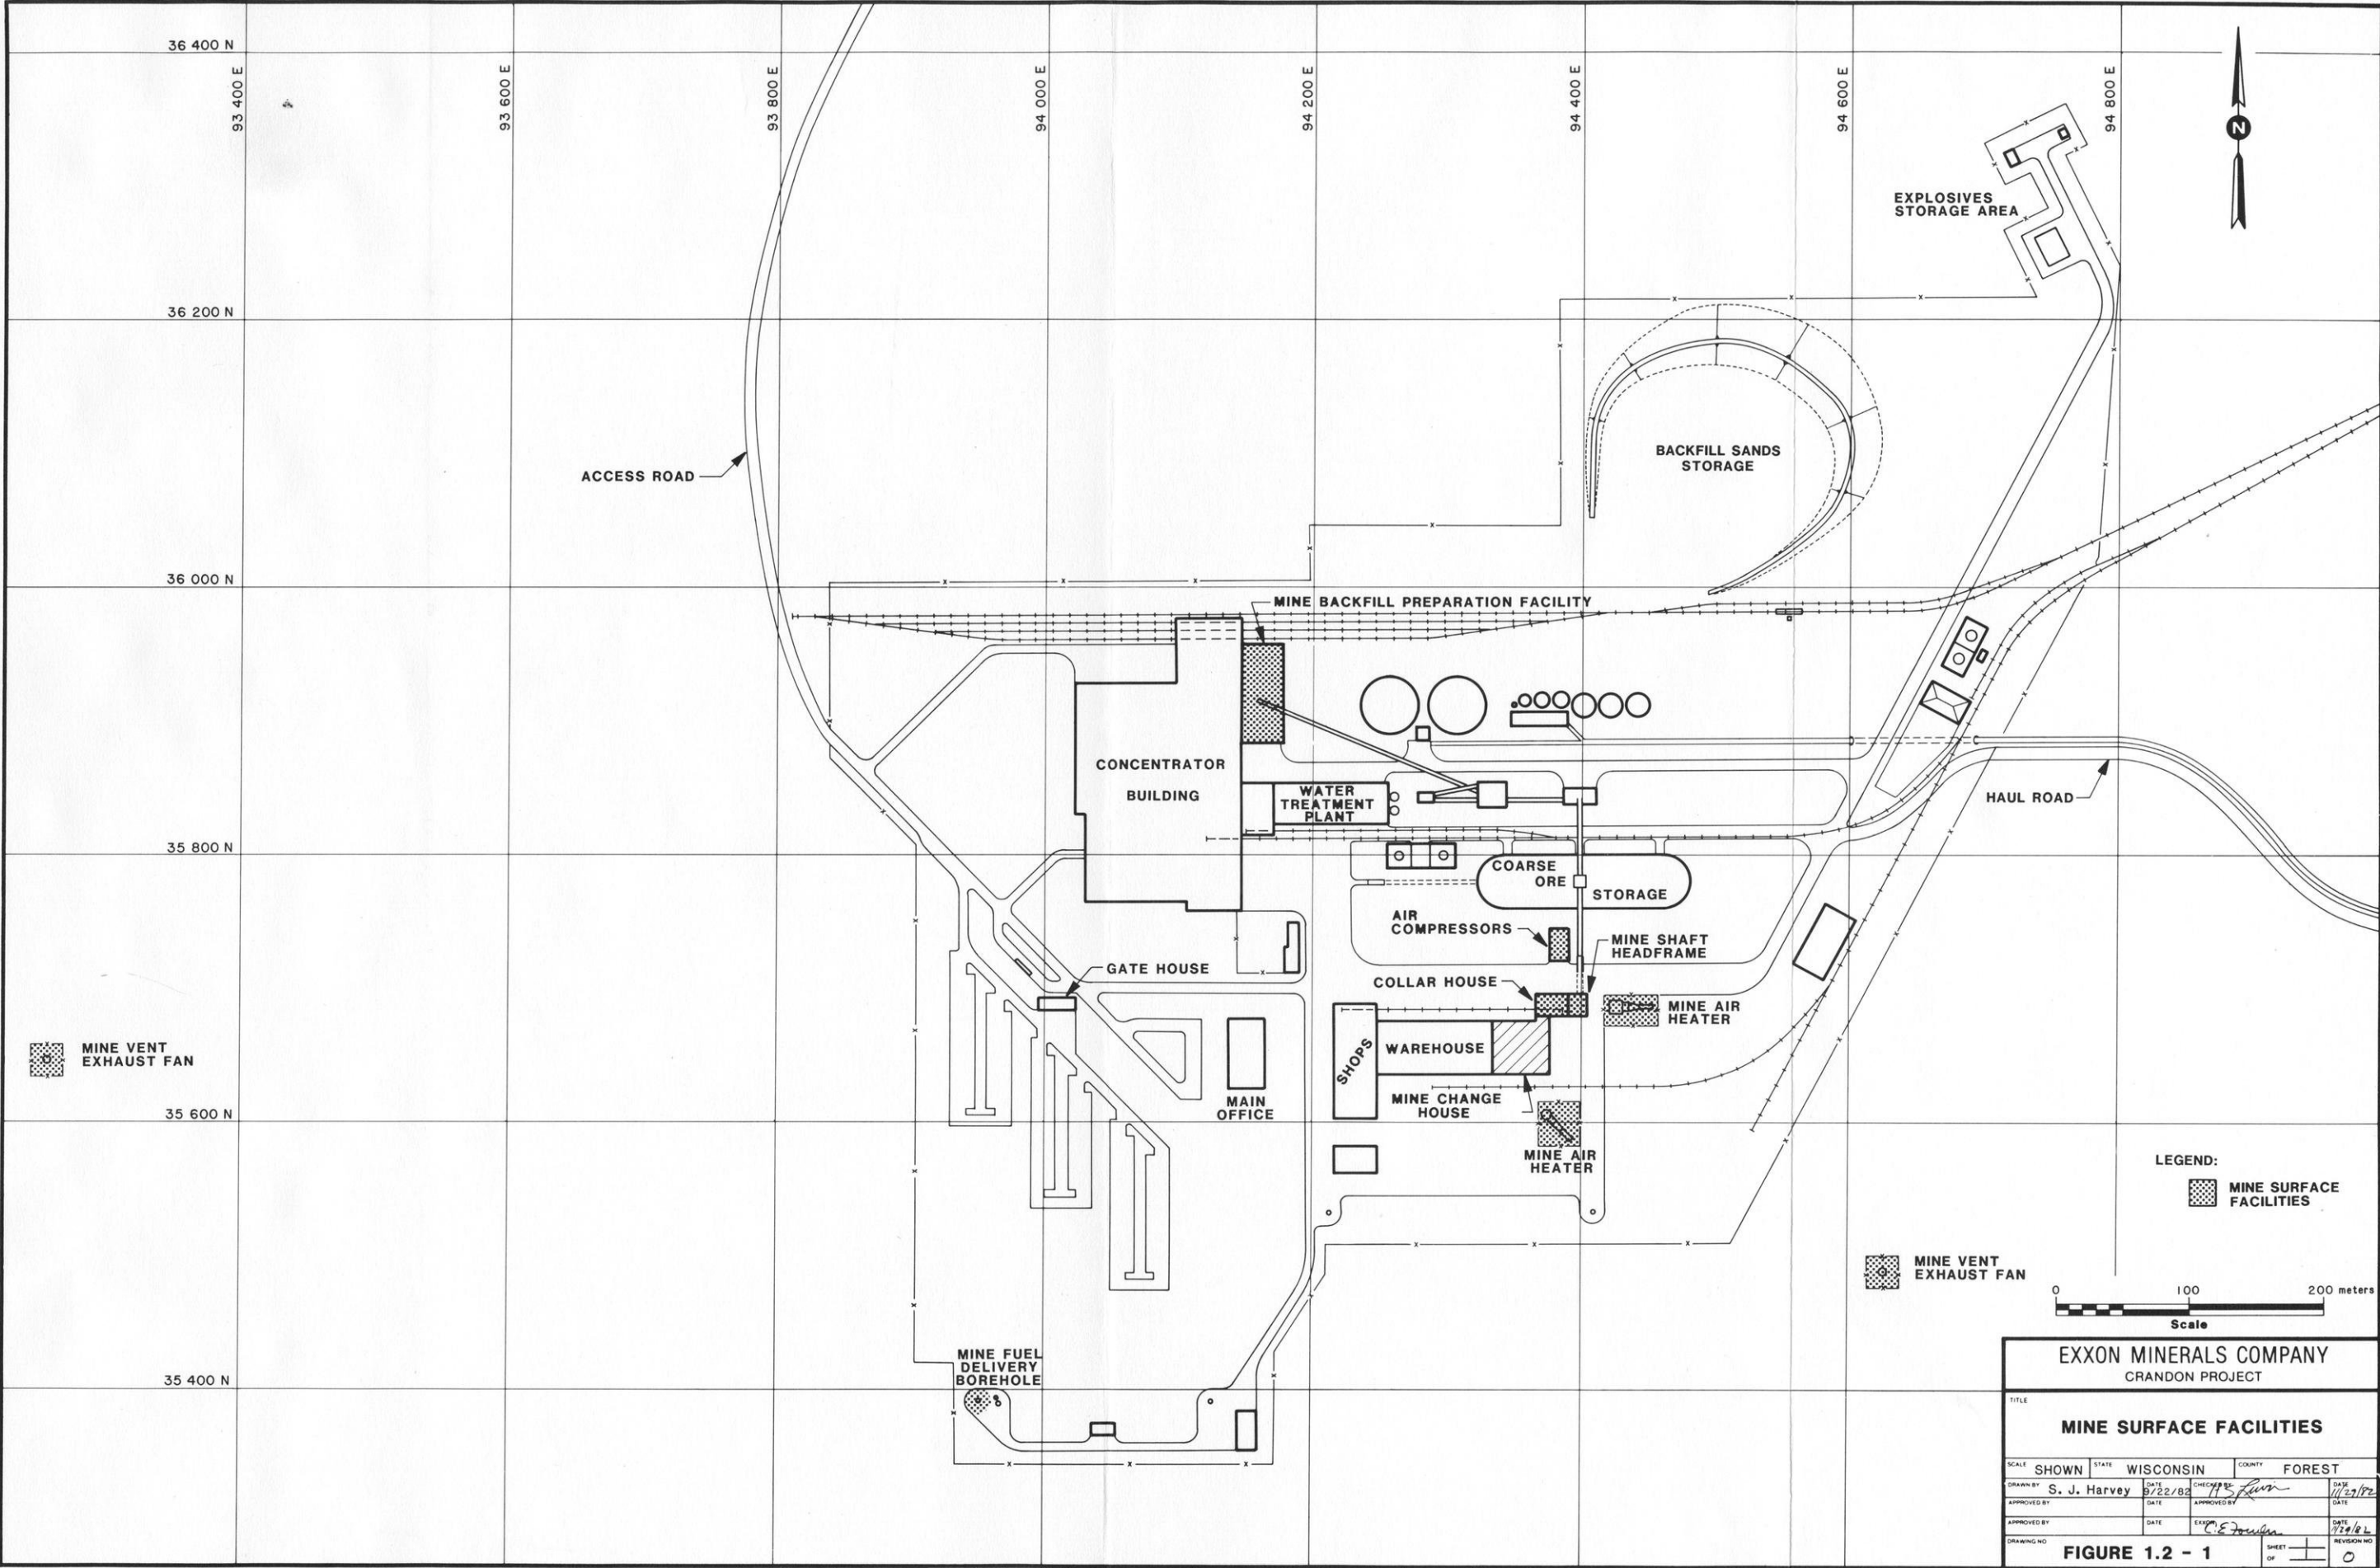 36 400 N
93 400 E
93 600 E
93 800 E
94 000 E
94 200 E
94 400 E
94 600 E
94 800 E
N
EXPLOSIVES
STORAGE AREA
36 200 N
ACCESS ROAD
BACKFILL SANDS
STORAGE
36 000 N
MINE BACKFILL PREPARATION FACILITY
CONCENTRATOR
BUILDING
WATER
TREATMENT
PLANT
HAUL ROAD
35 800 N
COARSE
ORE
STORAGE
AIR
COMPRESSORS
MINE SHAFT
HEADFRAME
GATE HOUSE
COLLAR HOUSE
MINE AIR
HEATER
MINE VENT
EXHAUST FAN
SHOPS
WAREHOUSE
MAIN
OFFICE
MINE CHANGE
HOUSE
35 600 N
MINE AIR
HEATER
LEGEND:
MINE SURFACE
FACILITIES
MINE VENT
EXHAUST FAN
0 100 200 meters
Scale
MINE FUEL
DELIVERY
BOREHOLE
35 400 N
EXXON MINERALS COMPANY
CRANDON PROJECT
TITLE
MINE SURFACE FACILITIES
SCALE SHOWN STATE WISCONSIN COUNTY FOREST
DRAWN BY S. J. Harvey DATE 9/22/82 CHECKED BY DATE 11/29/82
APPROVED BY DATE APPROVED BY DATE
APPROVED BY DATE EXXON DATE
DRAWING NO FIGURE 1.2 - 1 SHEET OF REVISION NO 0